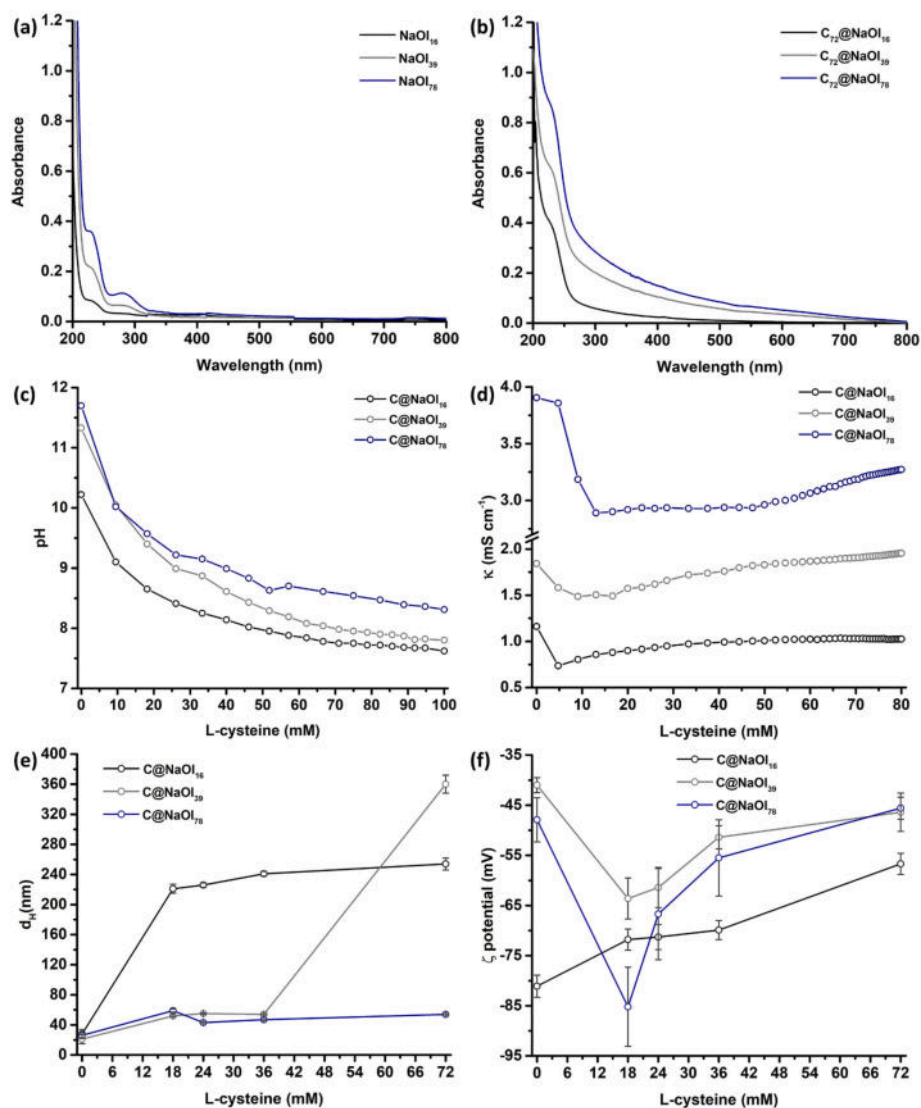 (a)
NaOl16
NaOl39
NaOl78
Absorbance
1.2
1.0
0.8
0.6
0.4
0.2
0.0
200 300 400 500 600 700 800
Wavelength (nm)
(b)
C72@NaOl16
C72@NaOl39
C72@NaOl78
Absorbance
1.2
1.0
0.8
0.6
0.4
0.2
0.0
200 300 400 500 600 700 800
Wavelength (nm)
(c)
C@NaOl16
C@NaOl39
C@NaOl78
pH
12
11
10
9
8
7
0 10 20 30 40 50 60 70 80 90 100
L-cysteine (mM)
(d)
C@NaOl16
C@NaOl39
C@NaOl78
κ (mS cm-1)
4.0
3.5
3.0
2.0
1.5
1.0
0.5
0 10 20 30 40 50 60 70 80
L-cysteine (mM)
(e)
C@NaOl16
C@NaOl39
C@NaOl78
dH(nm)
400
360
320
280
240
200
160
120
80
40
0
0 6 12 18 24 30 36 42 48 54 60 66 72
L-cysteine (mM)
(f)
C@NaOl16
C@NaOl39
C@NaOl78
ζ potential (mV)
-35
-45
-55
-65
-75
-85
-95
0 6 12 18 24 30 36 42 48 54 60 66 72
L-cysteine (mM)